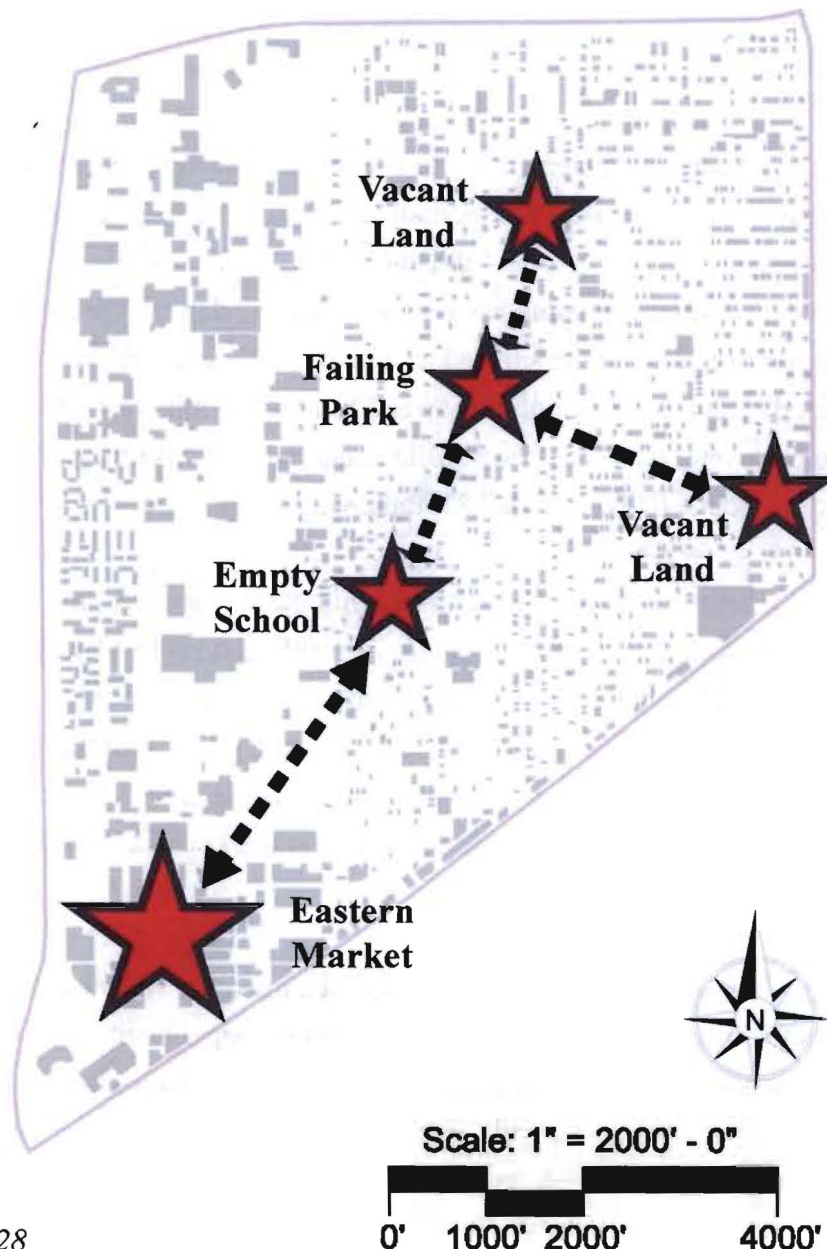 Vacant
Land
Failing
Park
Vacant
Land
Empty
School
Eastern
Market
N
Scale: 1" = 2000' - 0"
0' 1000' 2000' 4000'
28